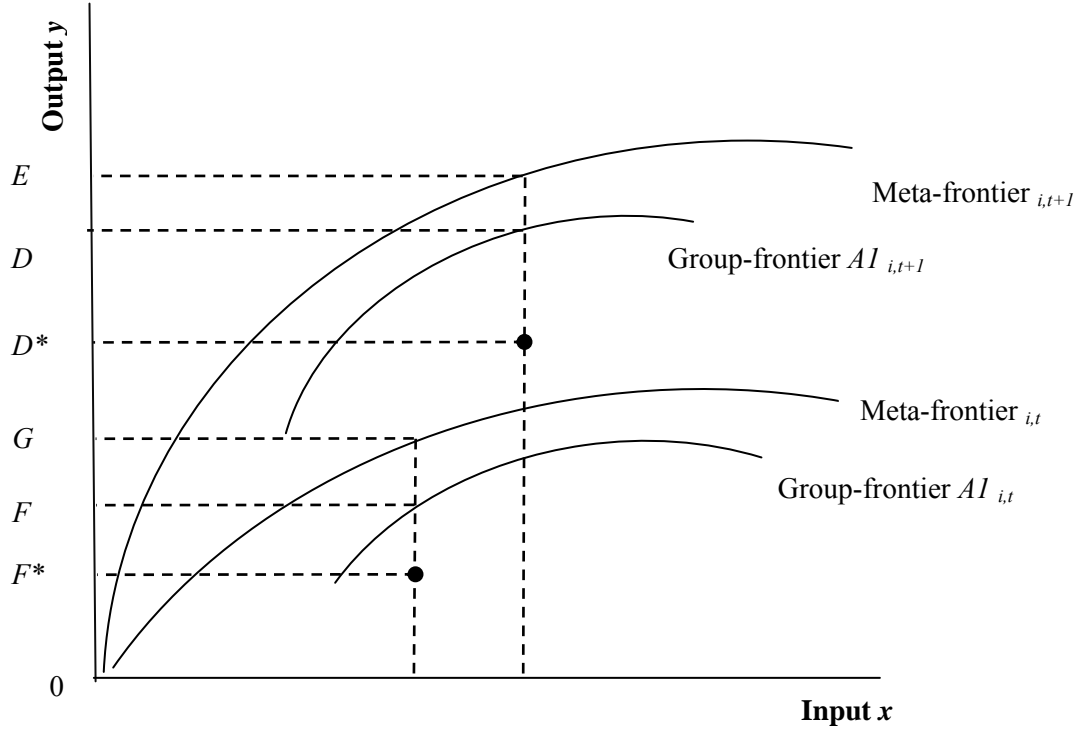 Output y
E
Meta-frontier i,t+1
D
Group-frontier A1 i,t+1
D*
Meta-frontier i,t
G
Group-frontier A1 i,t
F
F*
0
Input x